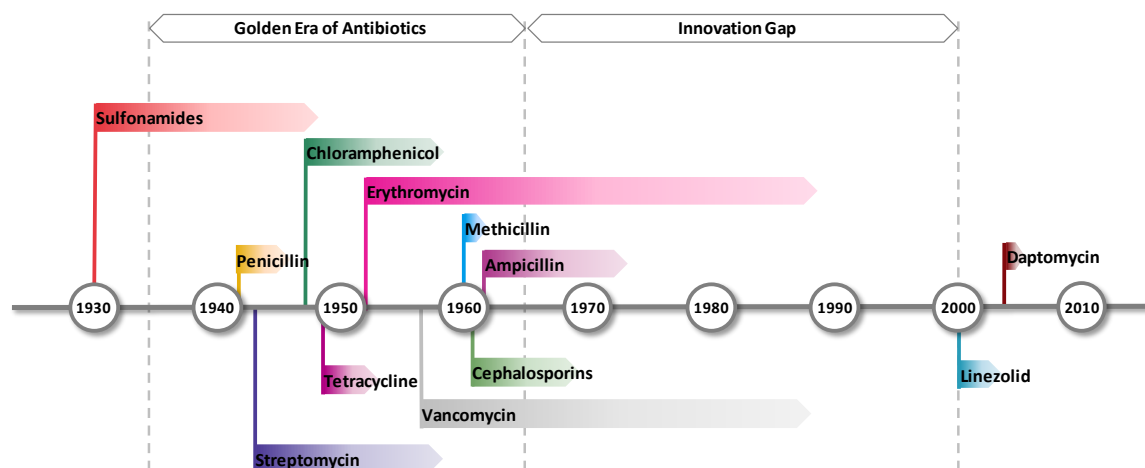 Golden Era of Antibiotics
Innovation Gap
Sulfonamides
Chloramphenicol
Erythromycin
Methicillin
Penicillin
Ampicillin
Daptomycin
1930
1940
1950
1960
1970
1980
1990
2000
2010
Tetracycline
Cephalosporins
Linezolid
Vancomycin
Streptomycin